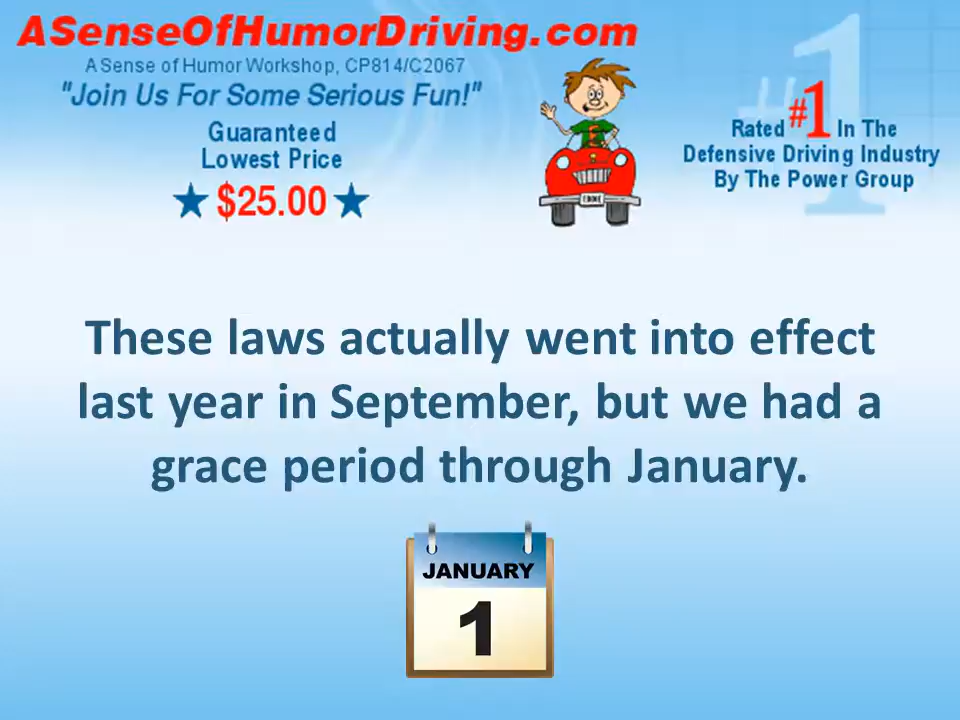 ASenseOfHumorDriving.com
A Sense of Humor Workshop, CP814/C2067
"Join Us For Some Serious Fun!"
Guaranteed
Lowest Price
$25.00
Rated #1 In The
Defensive Driving Industry
By The Power Group
#1
These laws actually went into effect
last year in September, but we had a
grace period through January.
JANUARY
1